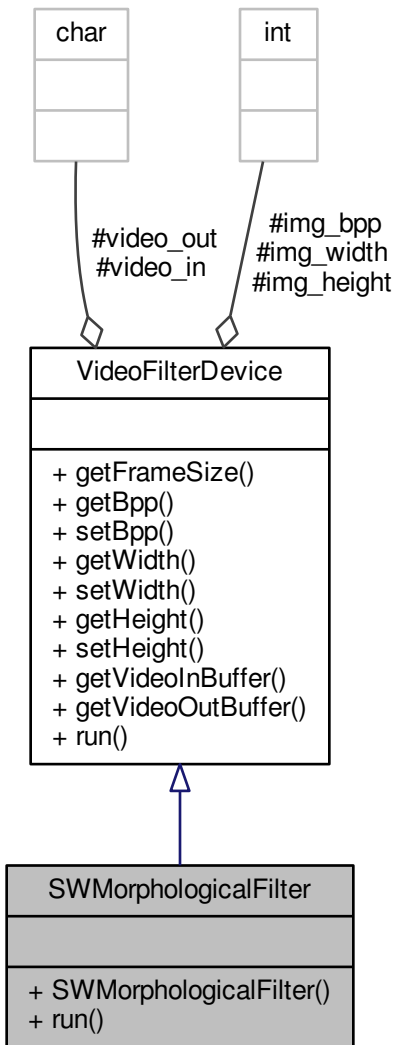 char
int
#video_out
#video_in
#img_bpp
#img_width
#img_height
VideoFilterDevice
+ getFrameSize()
+ getBpp()
+ setBpp()
+ getWidth()
+ setWidth()
+ getHeight()
+ setHeight()
+ getVideoInBuffer()
+ getVideoOutBuffer()
+ run()
SWMorphologicalFilter
+ SWMorphologicalFilter()
+ run()